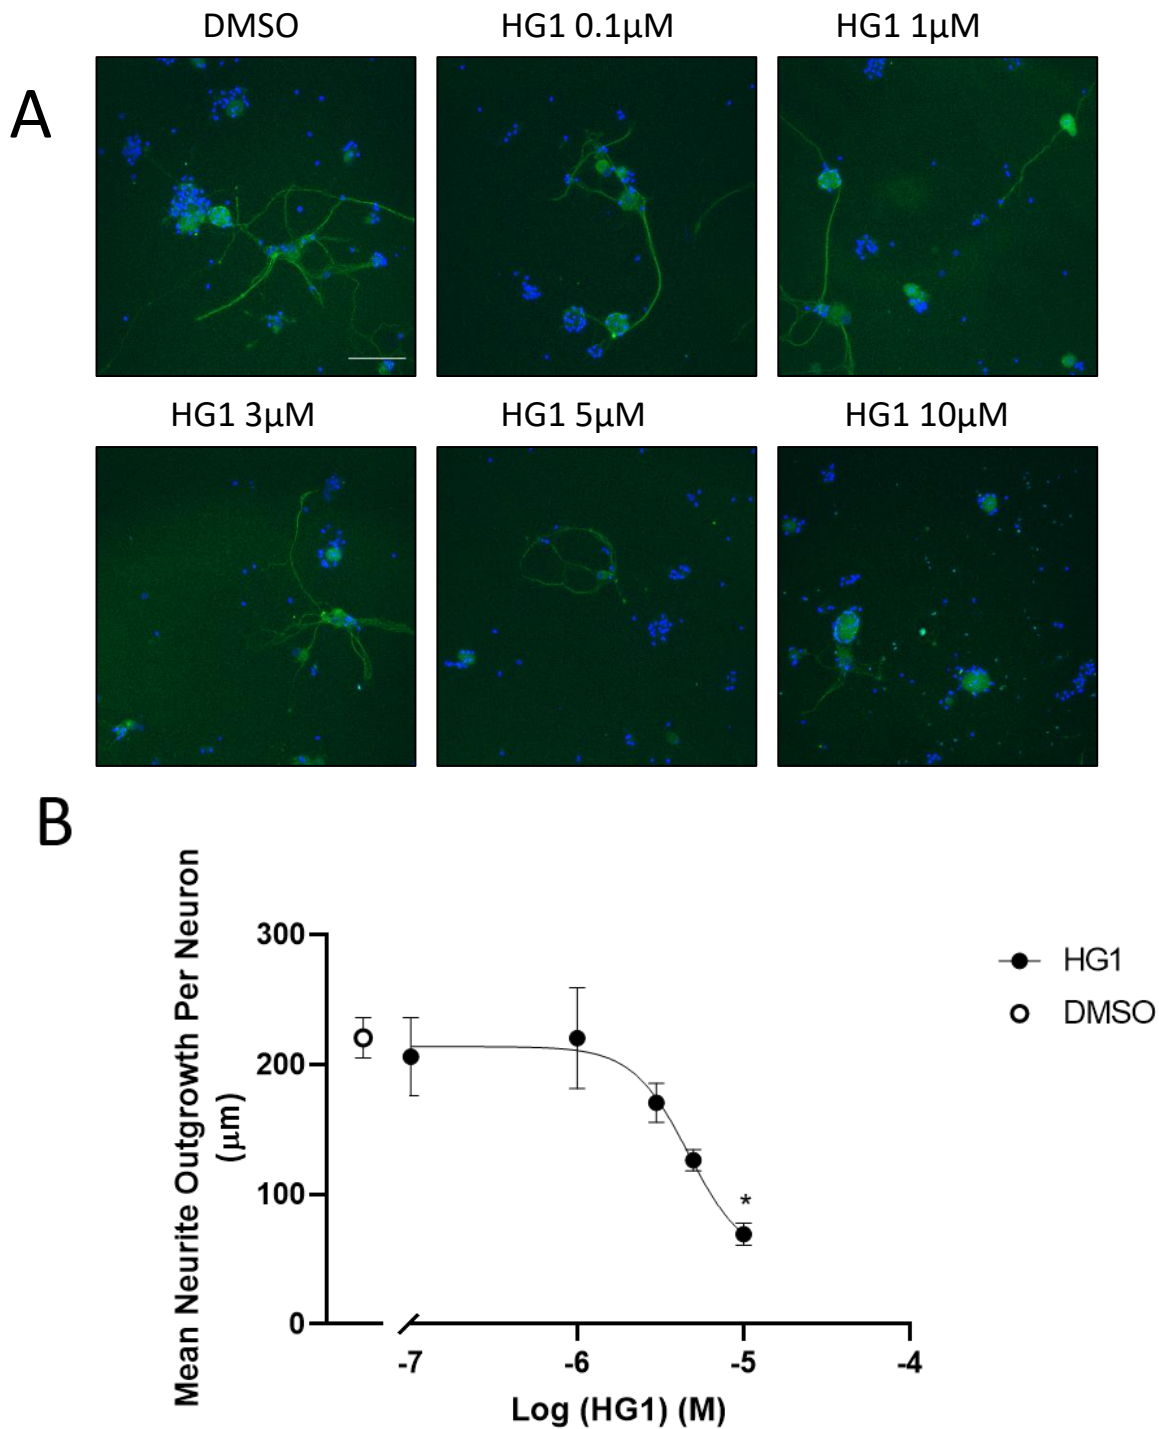 DMSO HG1 0.1μM HG1 1μM
A
HG1 3μM HG1 5μM HG1 10μM
B
Mean Neurite Outgrowth Per Neuron
(μm)
300
200
100
0
*
-7 -6 -5 -4
Log (HG1) (M)
HG1
DMSO